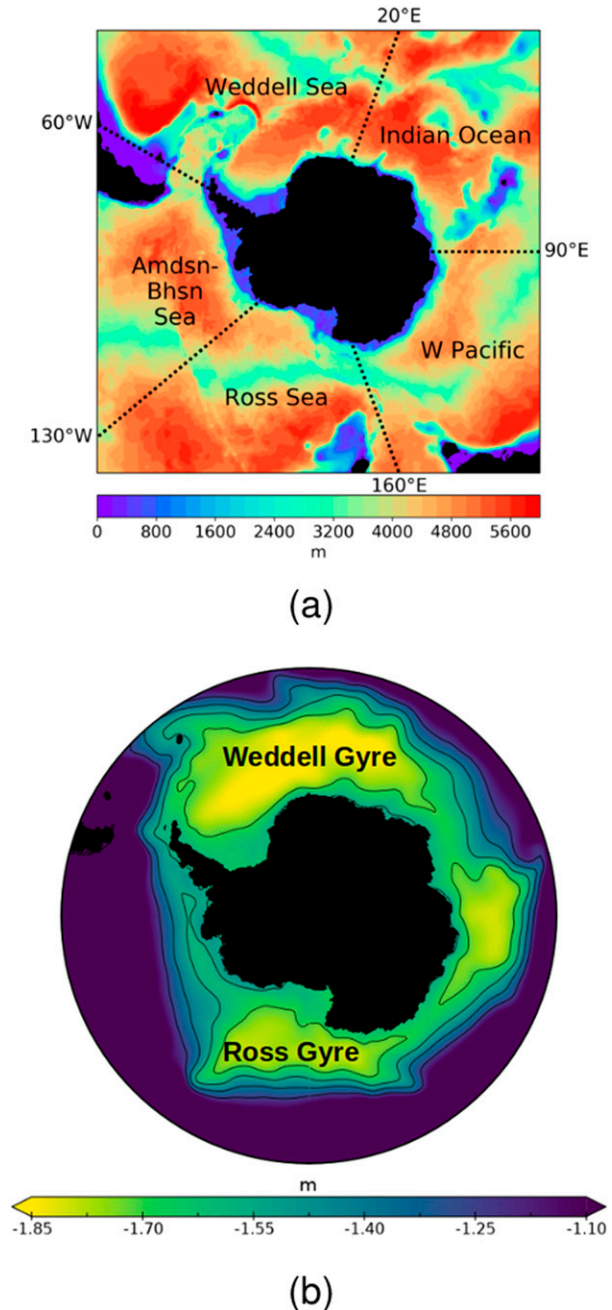 20°E
Weddell Sea
60°W
Indian Ocean
90°E
Amdsn-
Bhsn
Sea
W Pacific
Ross Sea
130°W
160°E
0 800 1600 2400 3200 4000 4800 5600
m
(a)
Weddell Gyre
Ross Gyre
m
-1.85 -1.70 -1.55 -1.40 -1.25 -1.10
(b)